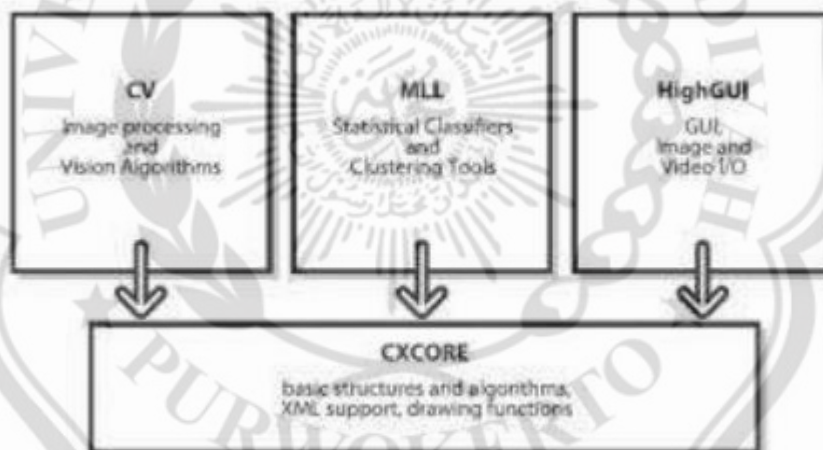 CV
Image processing
and
Vision Algorithms
MLL
Statistical Classifiers
and
Clustering Tools
HighGUI
GUI,
Image and
Video I/O
CXCORE
basic structures and algorithms,
XML support, drawing functions
PURWOKERTO